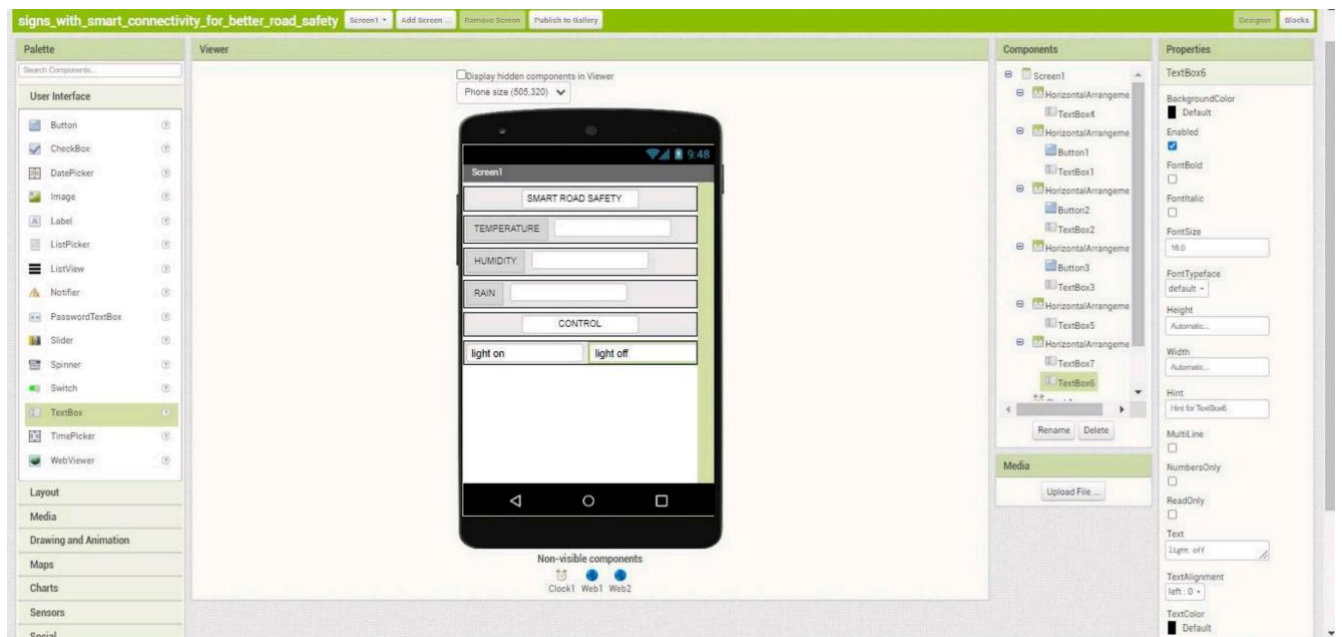 signs_with_smart_connectivity_for_better_road_safety Screen1 Add Screen ... Remove Screen Publish to Gallery Designer Blocks
Palette
Search Components...
User Interface
Button
CheckBox
DatePicker
Image
Label
ListPicker
ListView
Notifier
PasswordTextBox
Slider
Spinner
Switch
TextBox
TimePicker
WebViewer
Layout
Media
Drawing and Animation
Maps
Charts
Sensors
Social
Viewer
Display hidden components in Viewer
Phone size (505,320)
9:48
Screen1
SMART ROAD SAFETY
TEMPERATURE
HUMIDITY
RAIN
CONTROL
light on light off
Non-visible components
Clock1 Web1 Web2
Components
Screen1
HorizontalArrangeme
TextBox4
HorizontalArrangeme
Button1
TextBox1
HorizontalArrangeme
Button2
TextBox2
HorizontalArrangeme
Button3
TextBox3
HorizontalArrangeme
TextBox5
HorizontalArrangeme
TextBox7
TextBox6
Rename Delete
Media
Upload File ...
Properties
TextBox6
BackgroundColor
Default
Enabled
FontBold
FontItalic
FontSize
FontTypeface
default
Height
Automatic...
Width
Automatic...
Hint
Hint for TextBox6
MultiLine
NumbersOnly
ReadOnly
Text
light off
TextAlignment
left : 0
TextColor
Default